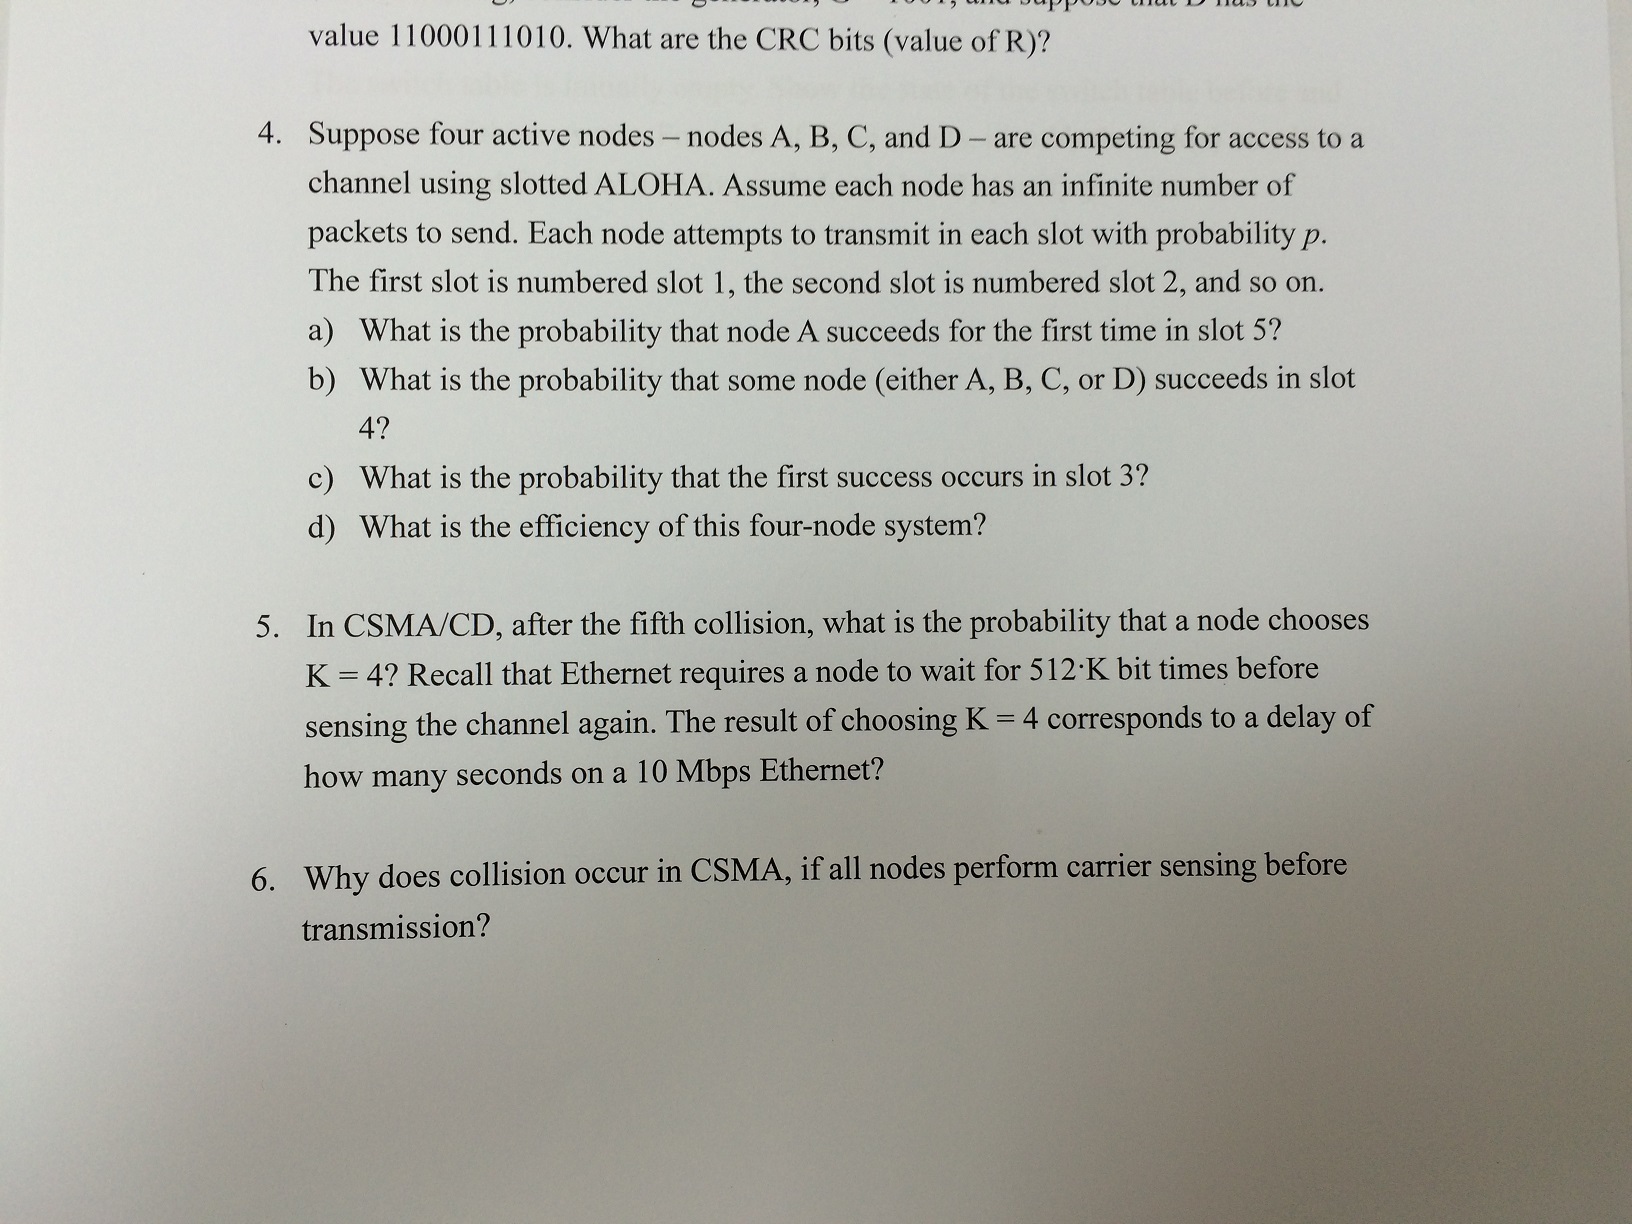 value 11000111010. What are the CRC bits (value of R)?
4. Suppose four active nodes – nodes A, B, C, and D – are competing for access to a
channel using slotted ALOHA. Assume each node has an infinite number of
packets to send. Each node attempts to transmit in each slot with probability p.
The first slot is numbered slot 1, the second slot is numbered slot 2, and so on.
a) What is the probability that node A succeeds for the first time in slot 5?
b) What is the probability that some node (either A, B, C, or D) succeeds in slot
4?
c) What is the probability that the first success occurs in slot 3?
d) What is the efficiency of this four-node system?
5. In CSMA/CD, after the fifth collision, what is the probability that a node chooses
K = 4? Recall that Ethernet requires a node to wait for 512·K bit times before
sensing the channel again. The result of choosing K = 4 corresponds to a delay of
how many seconds on a 10 Mbps Ethernet?
6. Why does collision occur in CSMA, if all nodes perform carrier sensing before
transmission?